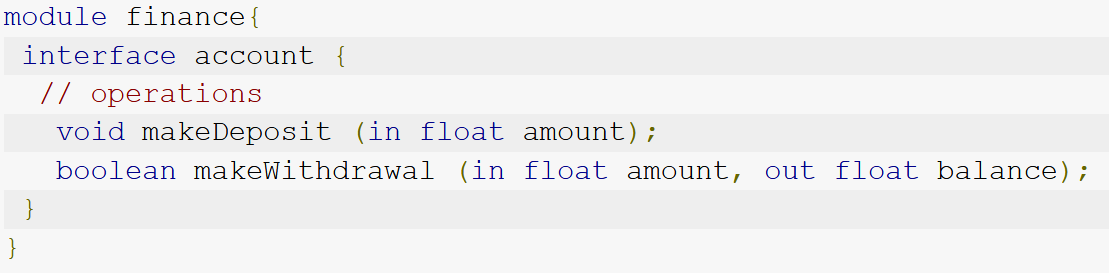 module finance{
interface account {
// operations
void makeDeposit (in float amount);
boolean makeWithdrawal (in float amount, out float balance);
}
}